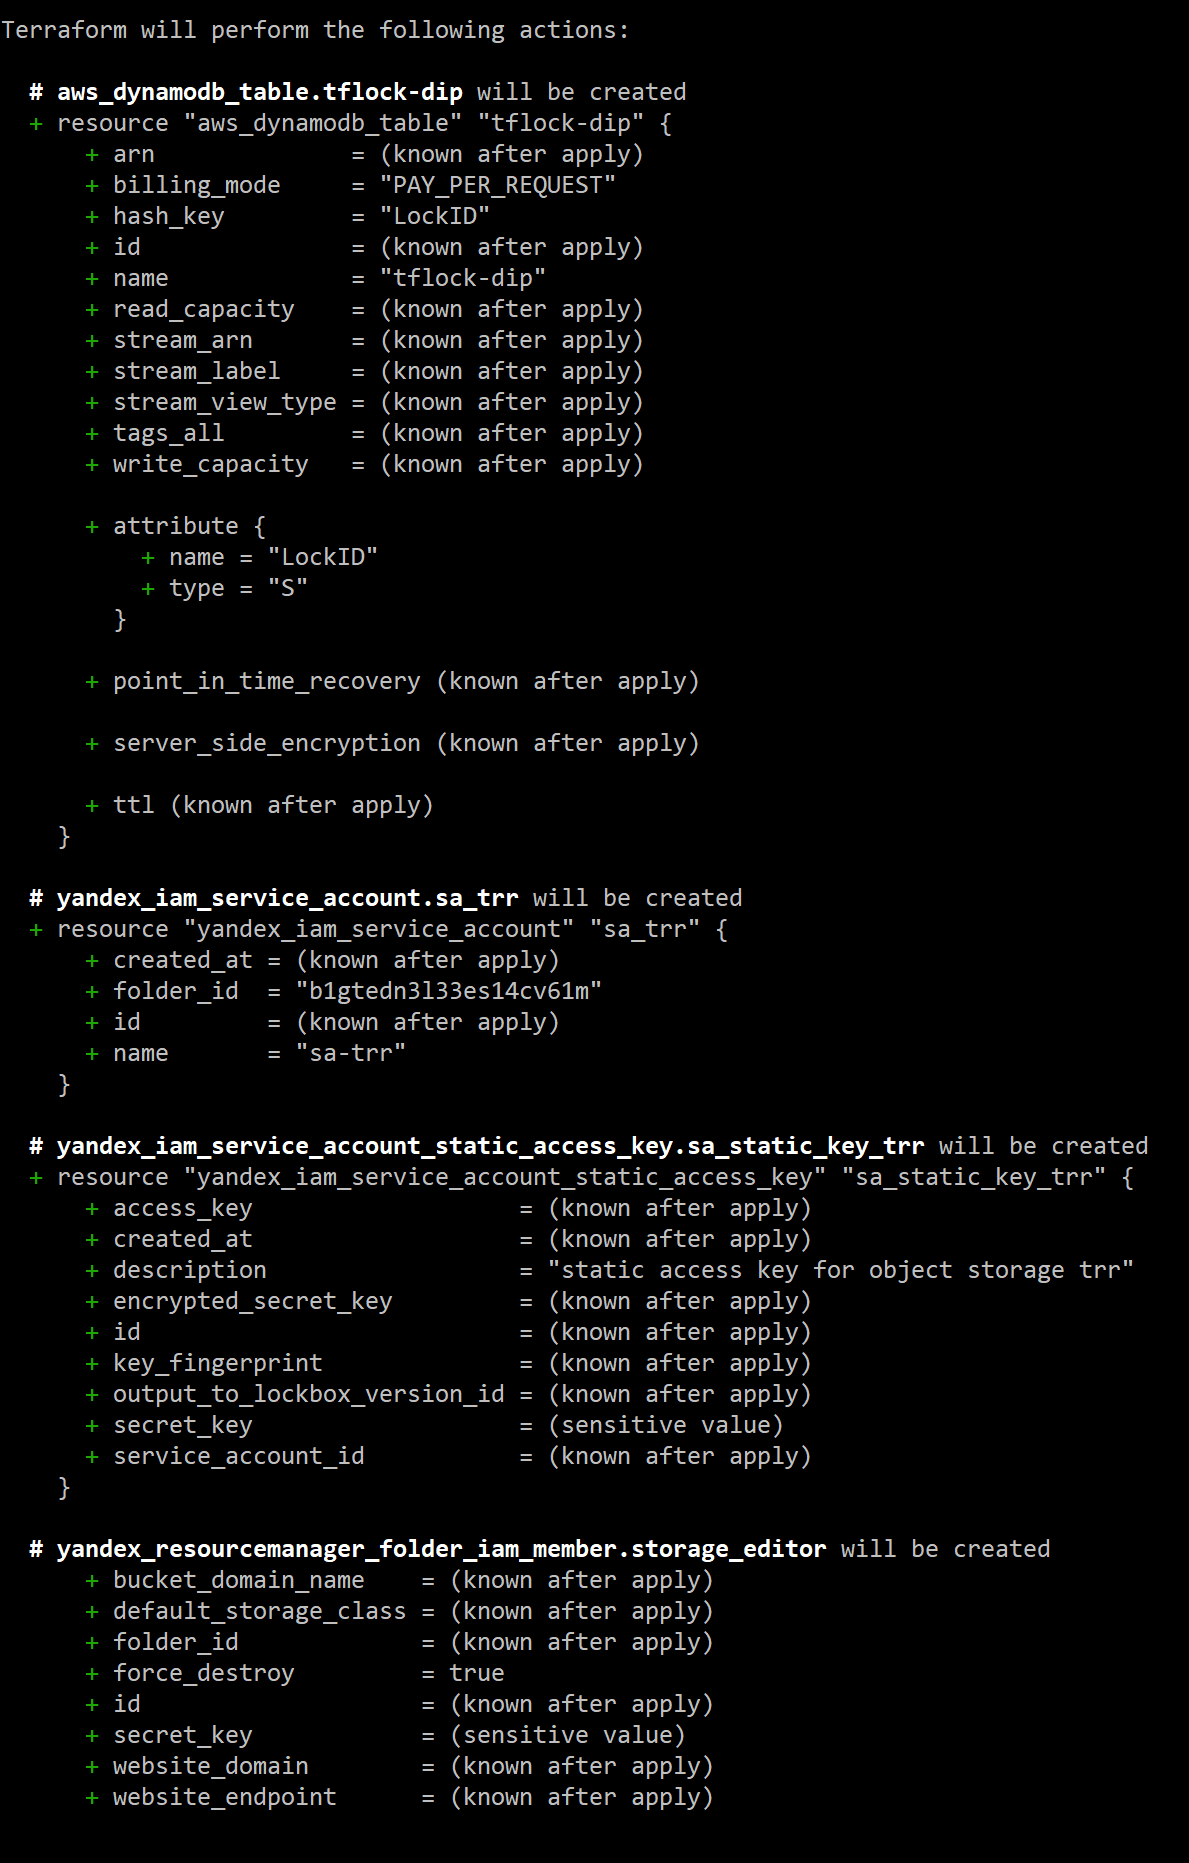 Terraform will perform the following actions:

  # aws_dynamodb_table.tflock-dip will be created
  + resource "aws_dynamodb_table" "tflock-dip" {
      + arn              = (known after apply)
      + billing_mode     = "PAY_PER_REQUEST"
      + hash_key         = "LockID"
      + id               = (known after apply)
      + name             = "tflock-dip"
      + read_capacity    = (known after apply)
      + stream_arn       = (known after apply)
      + stream_label     = (known after apply)
      + stream_view_type = (known after apply)
      + tags_all         = (known after apply)
      + write_capacity   = (known after apply)

      + attribute {
          + name = "LockID"
          + type = "S"
        }

      + point_in_time_recovery (known after apply)

      + server_side_encryption (known after apply)

      + ttl (known after apply)
    }

  # yandex_iam_service_account.sa_trr will be created
  + resource "yandex_iam_service_account" "sa_trr" {
      + created_at = (known after apply)
      + folder_id  = "b1gtedn3l33es14cv61m"
      + id         = (known after apply)
      + name       = "sa-trr"
    }

  # yandex_iam_service_account_static_access_key.sa_static_key_trr will be created
  + resource "yandex_iam_service_account_static_access_key" "sa_static_key_trr" {
      + access_key                   = (known after apply)
      + created_at                   = (known after apply)
      + description                  = "static access key for object storage trr"
      + encrypted_secret_key         = (known after apply)
      + id                           = (known after apply)
      + key_fingerprint              = (known after apply)
      + output_to_lockbox_version_id = (known after apply)
      + secret_key                   = (sensitive value)
      + service_account_id           = (known after apply)
    }

  # yandex_resourcemanager_folder_iam_member.storage_editor will be created
      + bucket_domain_name    = (known after apply)
      + default_storage_class = (known after apply)
      + folder_id             = (known after apply)
      + force_destroy         = true
      + id                    = (known after apply)
      + secret_key            = (sensitive value)
      + website_domain        = (known after apply)
      + website_endpoint      = (known after apply)